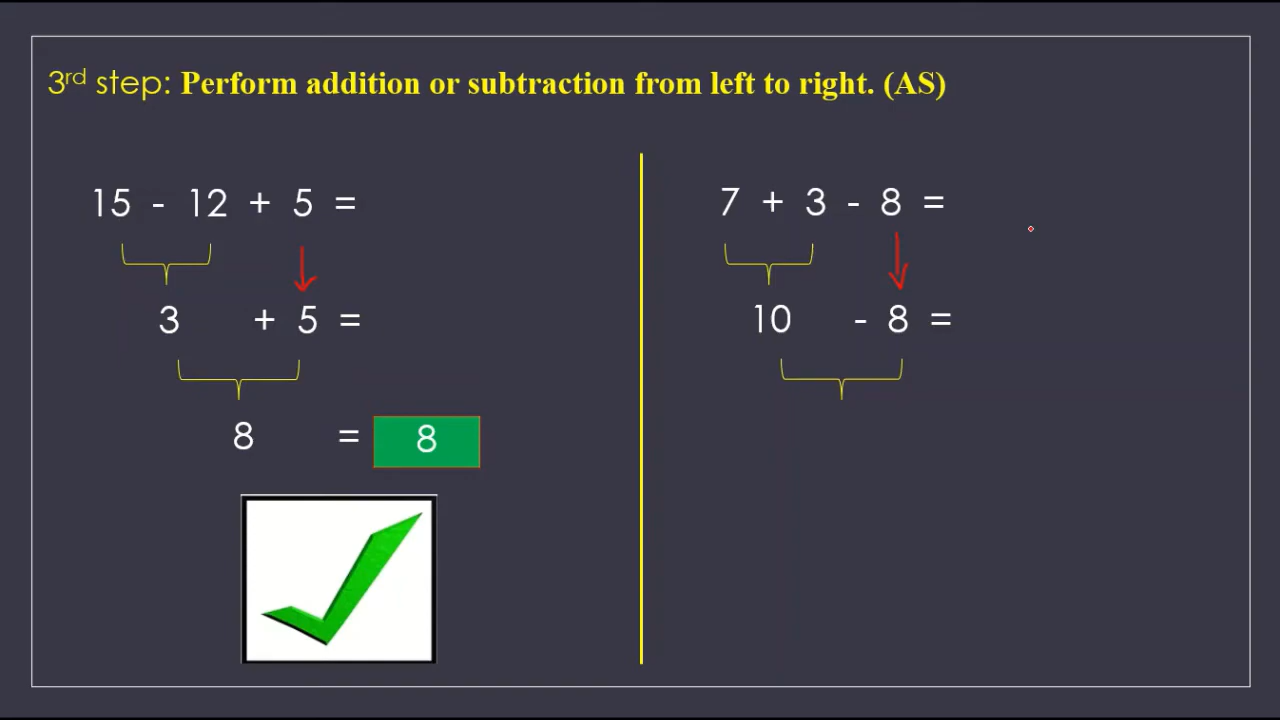 3rd step: Perform addition or subtraction from left to right. (AS)
15 - 12 + 5 =
3 + 5 =
8 = 8
7 + 3 - 8 =
10 - 8 =